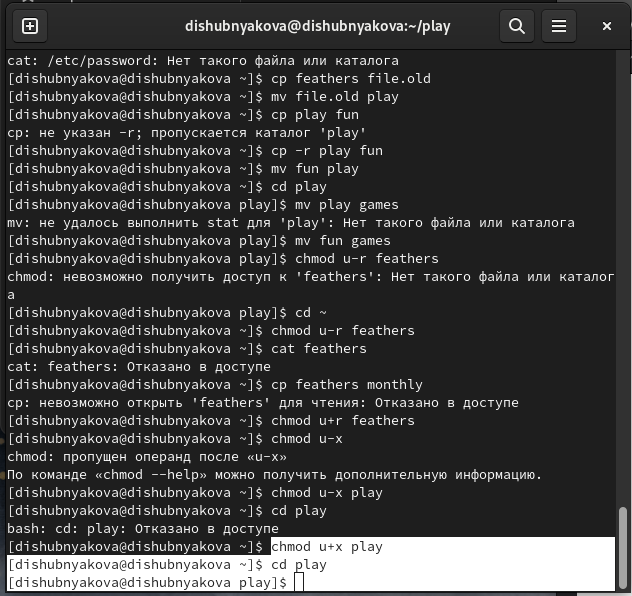 dishubnyakova@dishubnyakova:~/play
cat: /etc/password: Нет такого файла или каталога
[dishubnyakova@dishubnyakova ~]$ cp feathers file.old
[dishubnyakova@dishubnyakova ~]$ mv file.old play
[dishubnyakova@dishubnyakova ~]$ cp play fun
cp: не указан -r; пропускается каталог 'play'
[dishubnyakova@dishubnyakova ~]$ cp -r play fun
[dishubnyakova@dishubnyakova ~]$ mv fun play
[dishubnyakova@dishubnyakova ~]$ cd play
[dishubnyakova@dishubnyakova play]$ mv play games
mv: не удалось выполнить stat для 'play': Нет такого файла или каталога
[dishubnyakova@dishubnyakova play]$ mv fun games
[dishubnyakova@dishubnyakova play]$ chmod u-r feathers
chmod: невозможно получить доступ к 'feathers': Нет такого файла или каталог
а
[dishubnyakova@dishubnyakova play]$ cd ~
[dishubnyakova@dishubnyakova ~]$ chmod u-r feathers
[dishubnyakova@dishubnyakova ~]$ cat feathers
cat: feathers: Отказано в доступе
[dishubnyakova@dishubnyakova ~]$ cp feathers monthly
cp: невозможно открыть 'feathers' для чтения: Отказано в доступе
[dishubnyakova@dishubnyakova ~]$ chmod u+r feathers
[dishubnyakova@dishubnyakova ~]$ chmod u-x
chmod: пропущен операнд после «u-x»
По команде «chmod --help» можно получить дополнительную информацию.
[dishubnyakova@dishubnyakova ~]$ chmod u-x play
[dishubnyakova@dishubnyakova ~]$ cd play
bash: cd: play: Отказано в доступе
[dishubnyakova@dishubnyakova ~]$ chmod u+x play
[dishubnyakova@dishubnyakova ~]$ cd play
[dishubnyakova@dishubnyakova play]$